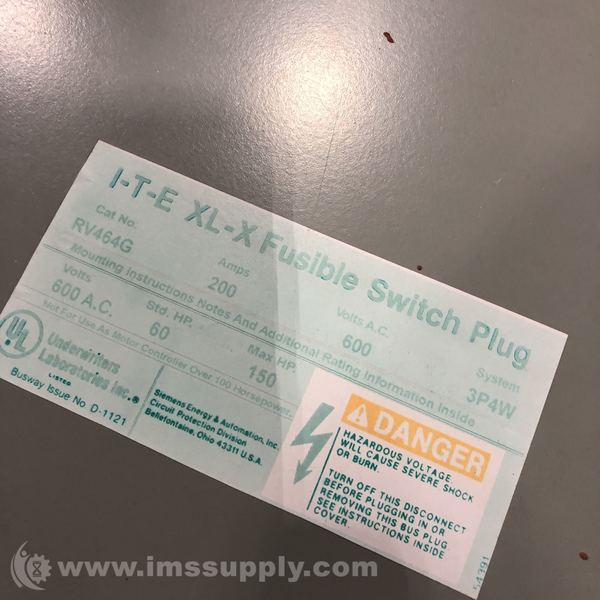 I-T-E XL-X Fusible Switch Plug
Cat No.
RV464G
Amps
200
Volts A.C.
600
System
3P4W
Mounting Instructions Notes And Additional Rating Information Inside
Volts
600 A.C.
Std. HP.
60
Max HP
150
Not For Use As Motor Controller Over 100 Horsepower.
UL
Underwriters
Laboratories Inc.®
LISTED
Busway Issue No. D-1121
Siemens Energy & Automation, Inc.
Circuit Protection Division
Bellefontaine, Ohio 43311 U.S.A.
DANGER
HAZARDOUS VOLTAGE.
WILL CAUSE SEVERE SHOCK
OR BURN.
TURN OFF THIS DISCONNECT
BEFORE PLUGGING IN OR
REMOVING THIS BUS PLUG.
SEE INSTRUCTIONS INSIDE
COVER.
54391
www.imssupply.com